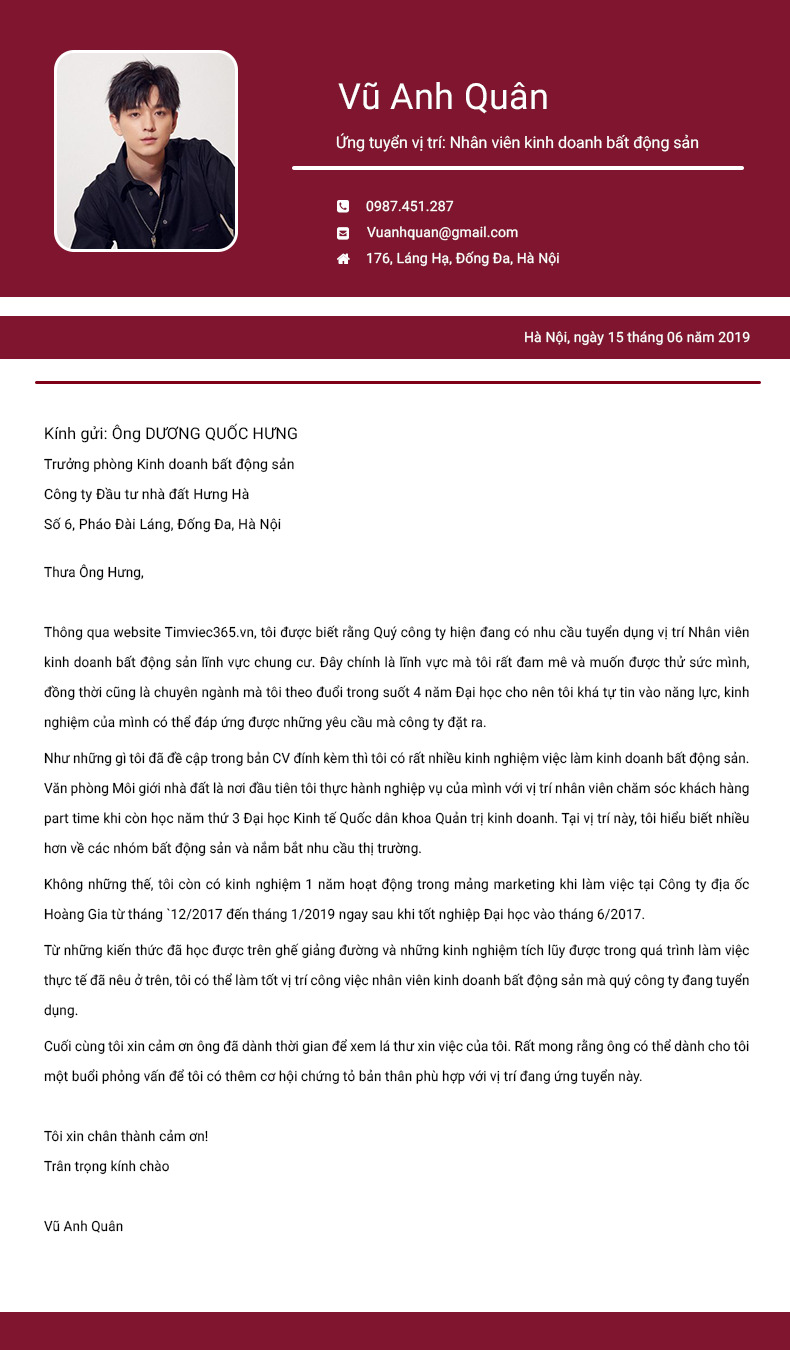 Vũ Anh Quân
Ứng tuyển vị trí: Nhân viên kinh doanh bất động sản
0987.451.287
Vuanhquan@gmail.com
176, Láng Hạ, Đống Đa, Hà Nội
Hà Nội, ngày 15 tháng 06 năm 2019
Kính gửi: Ông DƯƠNG QUỐC HƯNG
Trưởng phòng Kinh doanh bất động sản
Công ty Đầu tư nhà đất Hưng Hà
Số 6, Pháo Đài Láng, Đống Đa, Hà Nội
Thưa Ông Hưng,
Thông qua website Timviec365.vn, tôi được biết rằng Quý công ty hiện đang có nhu cầu tuyển dụng vị trí Nhân viên
kinh doanh bất động sản lĩnh vực chung cư. Đây chính là lĩnh vực mà tôi rất đam mê và muốn được thử sức mình,
đồng thời cũng là chuyên ngành mà tôi theo đuổi trong suốt 4 năm Đại học cho nên tôi khá tự tin vào năng lực, kinh
nghiệm của mình có thể đáp ứng được những yêu cầu mà công ty đặt ra.
Như những gì tôi đã đề cập trong bản CV đính kèm thì tôi có rất nhiều kinh nghiệm việc làm kinh doanh bất động sản.
Văn phòng Môi giới nhà đất là nơi đầu tiên tôi thực hành nghiệp vụ của mình với vị trí nhân viên chăm sóc khách hàng
part time khi còn học năm thứ 3 Đại học Kinh tế Quốc dân khoa Quản trị kinh doanh. Tại vị trí này, tôi hiểu biết nhiều
hơn về các nhóm bất động sản và nắm bắt nhu cầu thị trường.
Không những thế, tôi còn có kinh nghiệm 1 năm hoạt động trong mảng marketing khi làm việc tại Công ty địa ốc
Hoàng Gia từ tháng `12/2017 đến tháng 1/2019 ngay sau khi tốt nghiệp Đại học vào tháng 6/2017.
Từ những kiến thức đã học được trên ghế giảng đường và những kinh nghiệm tích lũy được trong quá trình làm việc
thực tế đã nêu ở trên, tôi có thể làm tốt vị trí công việc nhân viên kinh doanh bất động sản mà quý công ty đang tuyển
dụng.
Cuối cùng tôi xin cảm ơn ông đã dành thời gian để xem lá thư xin việc của tôi. Rất mong rằng ông có thể dành cho tôi
một buổi phỏng vấn để tôi có thêm cơ hội chứng tỏ bản thân phù hợp với vị trí đang ứng tuyển này.
Tôi xin chân thành cảm ơn!
Trân trọng kính chào
Vũ Anh Quân